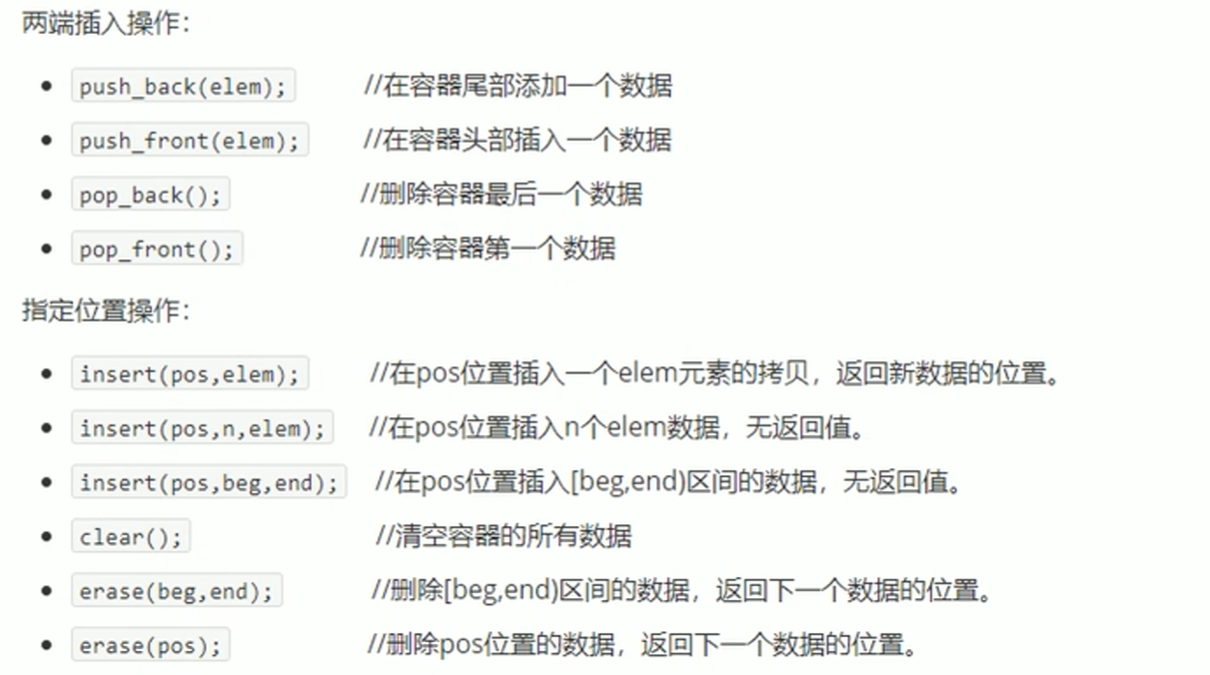 两端插入操作：
push_back(elem); //在容器尾部添加一个数据
push_front(elem); //在容器头部插入一个数据
pop_back(); //删除容器最后一个数据
pop_front(); //删除容器第一个数据
指定位置操作：
insert(pos,elem); //在pos位置插入一个elem元素的拷贝，返回新数据的位置。
insert(pos,n,elem); //在pos位置插入n个elem数据，无返回值。
insert(pos,beg,end); //在pos位置插入[beg,end)区间的数据，无返回值。
clear(); //清空容器的所有数据
erase(beg,end); //删除[beg,end)区间的数据，返回下一个数据的位置。
erase(pos); //删除pos位置的数据，返回下一个数据的位置。